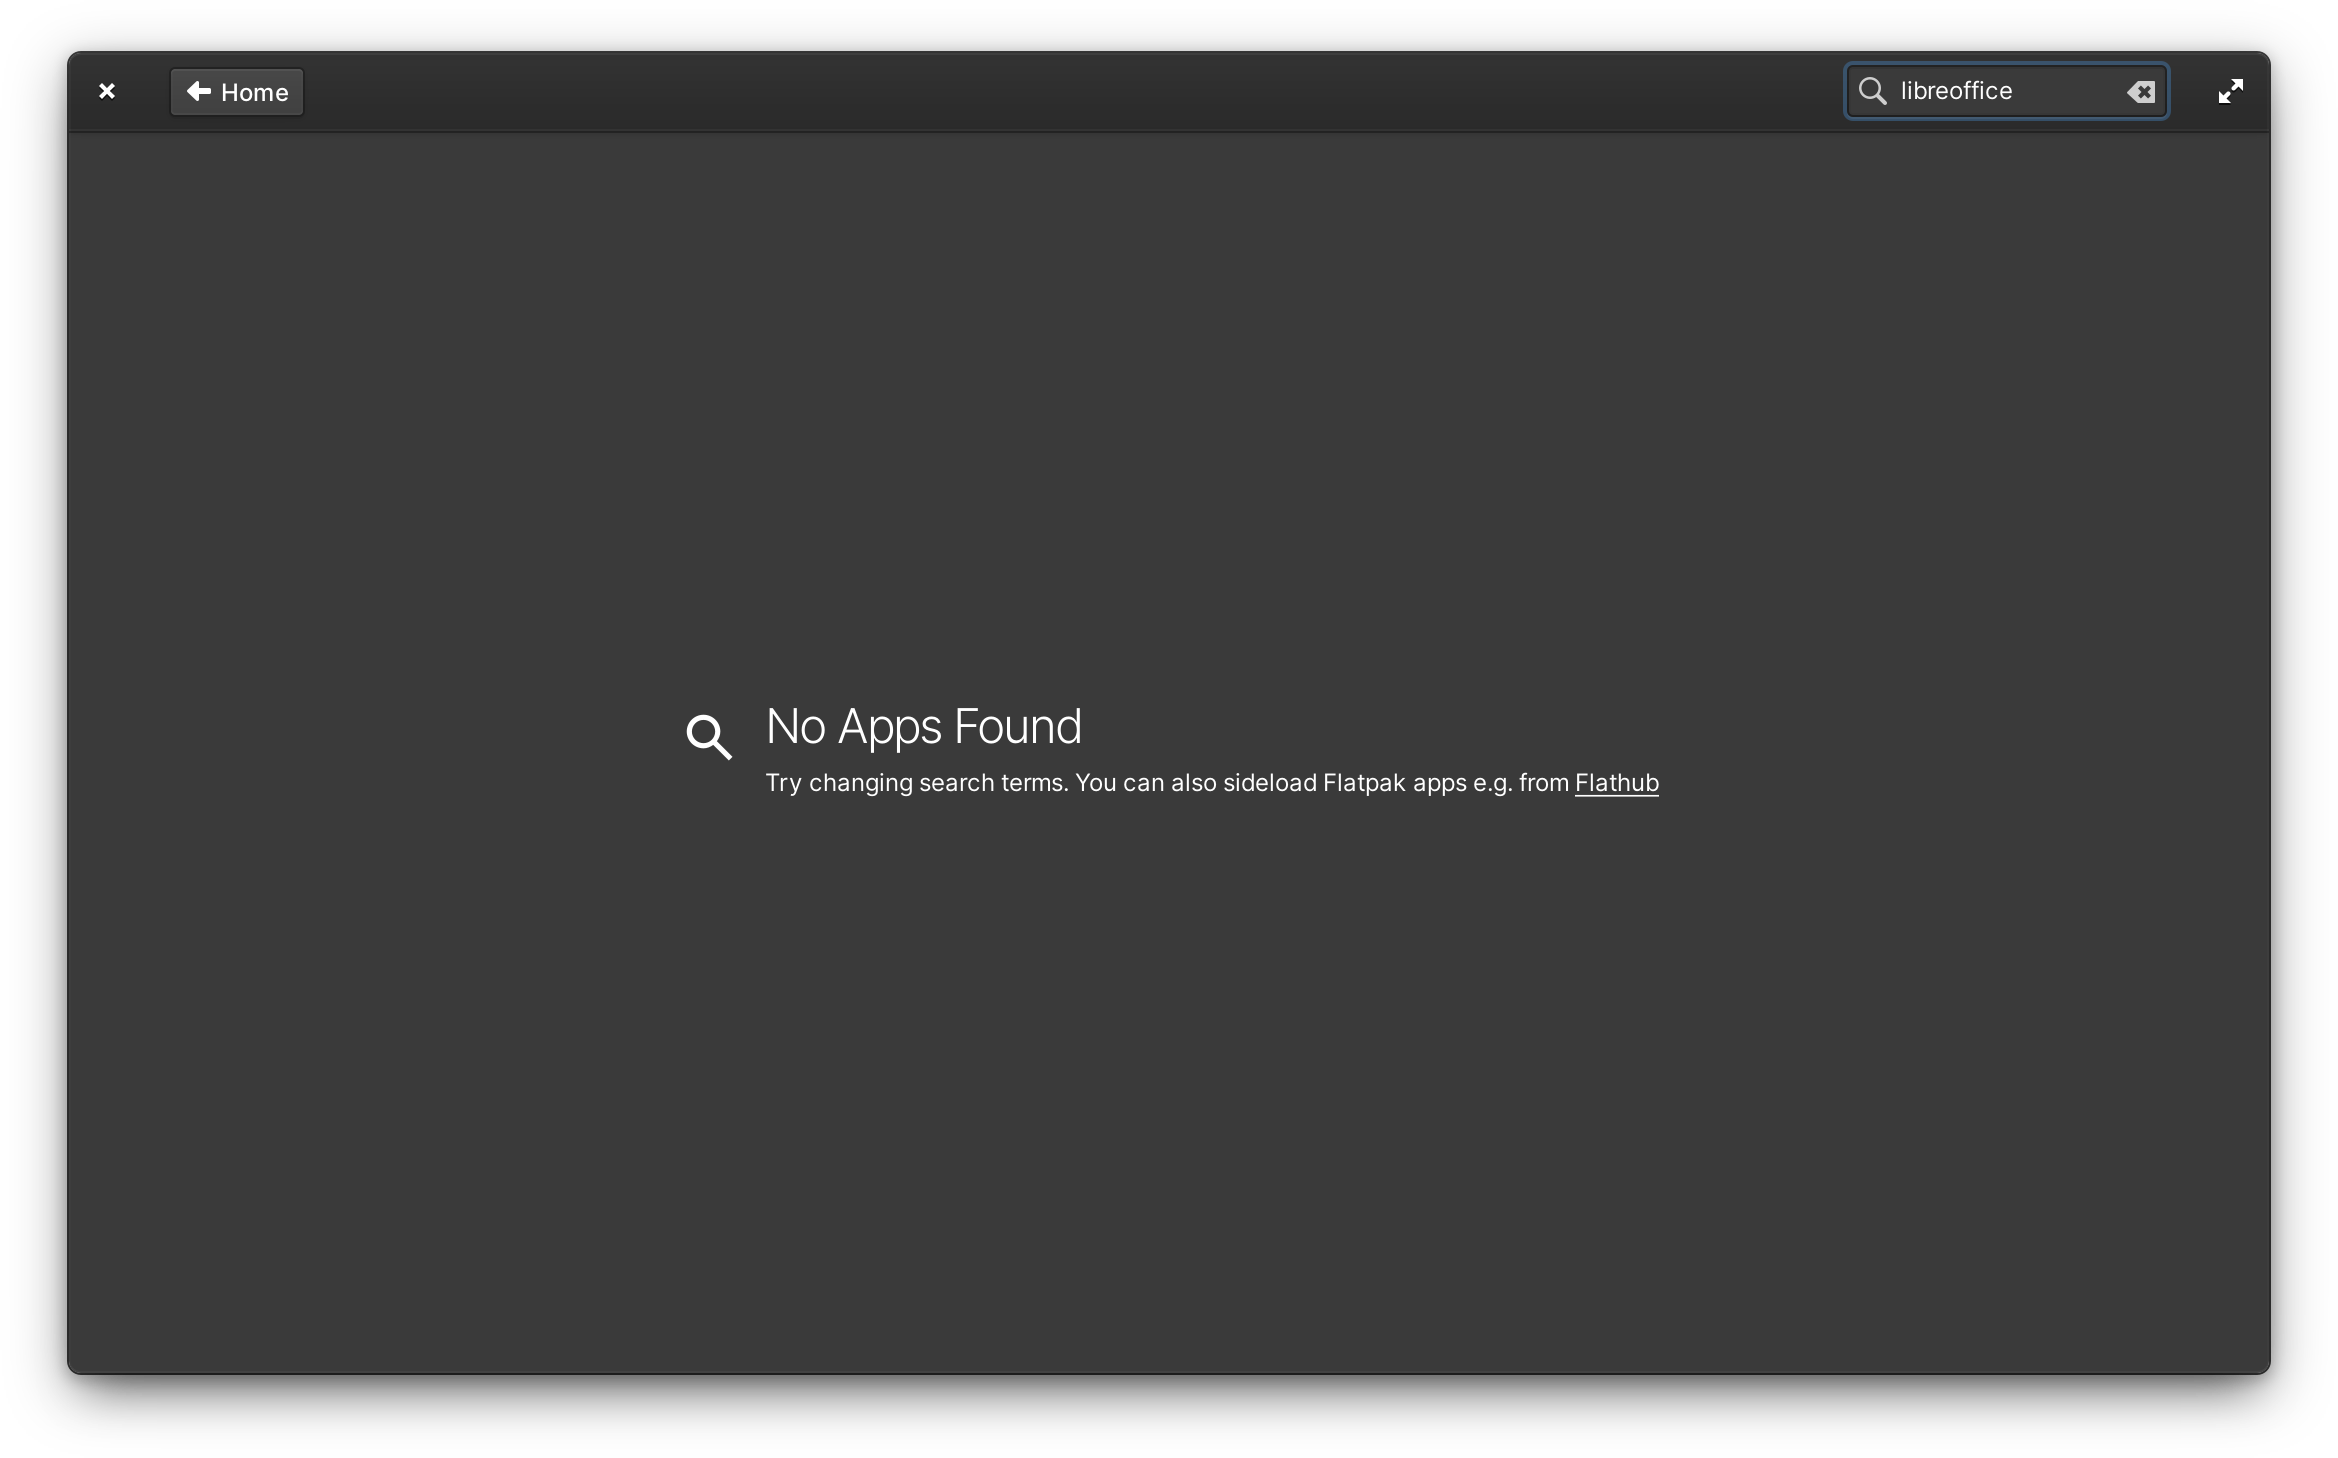 Home
libreoffice
No Apps Found
Try changing search terms. You can also sideload Flatpak apps e.g. from Flathub